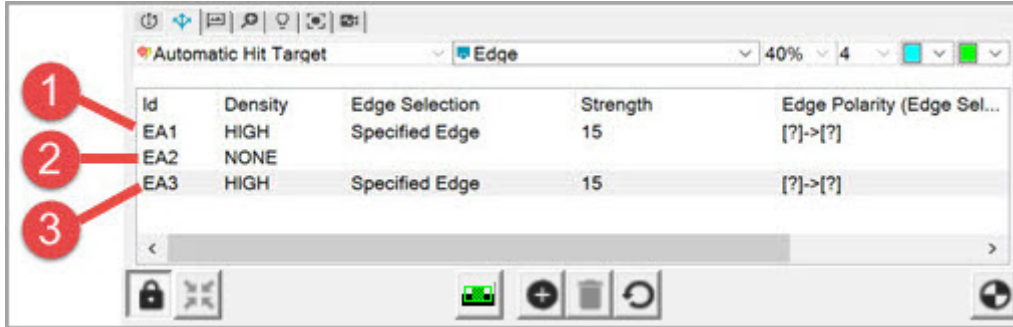 Automatic Hit Target Edge 40% 4
Id Density Edge Selection Strength Edge Polarity (Edge Sel...
1 EA1 HIGH Specified Edge 15 [?]->[?]
2 EA2 NONE
3 EA3 HIGH Specified Edge 15 [?]->[?]